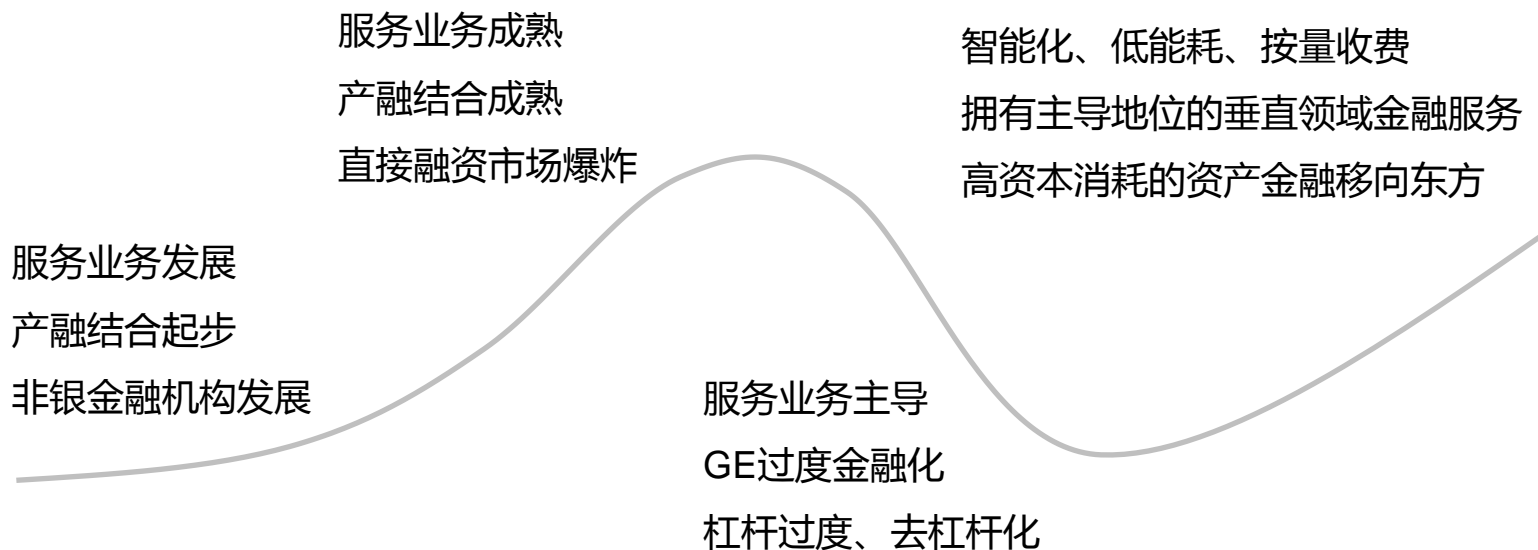 服务业务发展
产融结合起步
非银金融机构发展
服务业务成熟
产融结合成熟
直接融资市场爆炸
服务业务主导
GE过度金融化
杠杆过度、去杠杆化
智能化、低能耗、按量收费
拥有主导地位的垂直领域金融服务
高资本消耗的资产金融移向东方